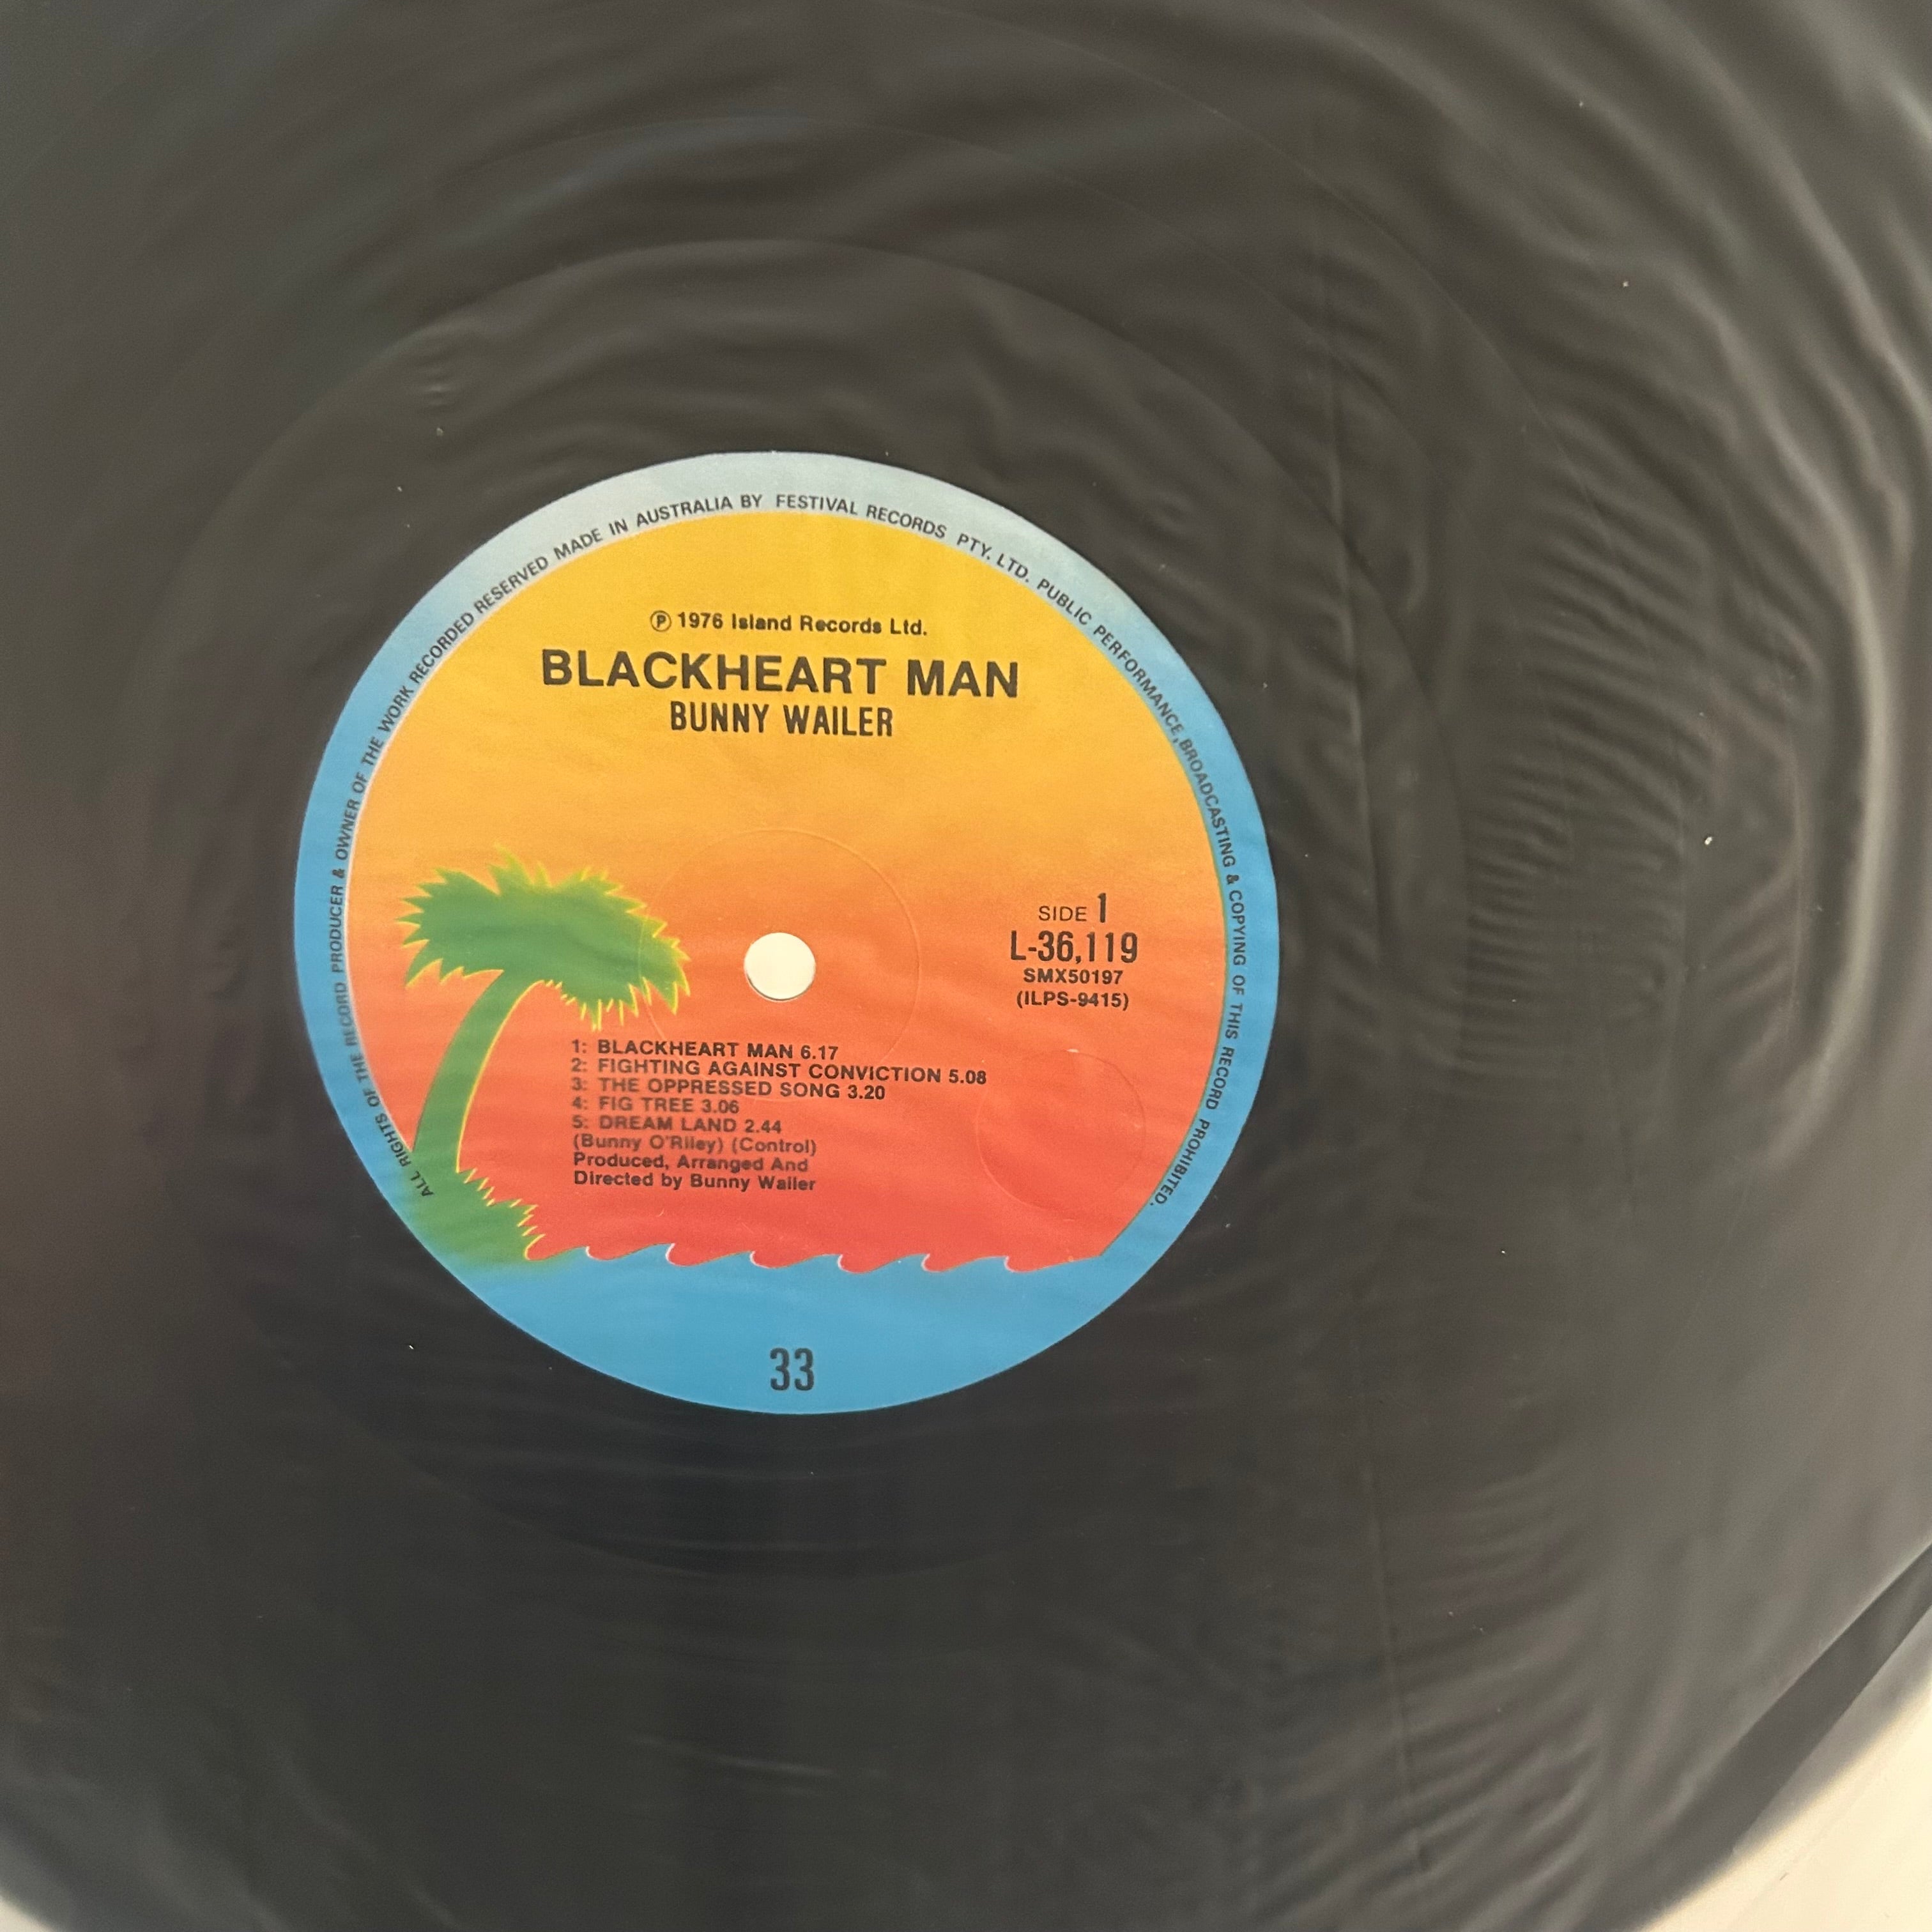 ALL RIGHTS OF THE RECORD PRODUCER & OWNER OF THE WORK RECORDED RESERVED MADE IN AUSTRALIA BY FESTIVAL RECORDS PTY. LTD. PUBLIC PERFORMANCE, BROADCASTING & COPYING OF THIS RECORD PROHIBITED.
Ⓟ 1976 Island Records Ltd.
BLACKHEART MAN
BUNNY WAILER
SIDE 1
L-36,119
SMX50197
(ILPS-9415)
1: BLACKHEART MAN 6.17
2: FIGHTING AGAINST CONVICTION 5.08
3: THE OPPRESSED SONG 3.20
4: FIG TREE 3.06
5: DREAM LAND 2.44
(Bunny O'Riley) (Control)
Produced, Arranged And
Directed by Bunny Wailer
33